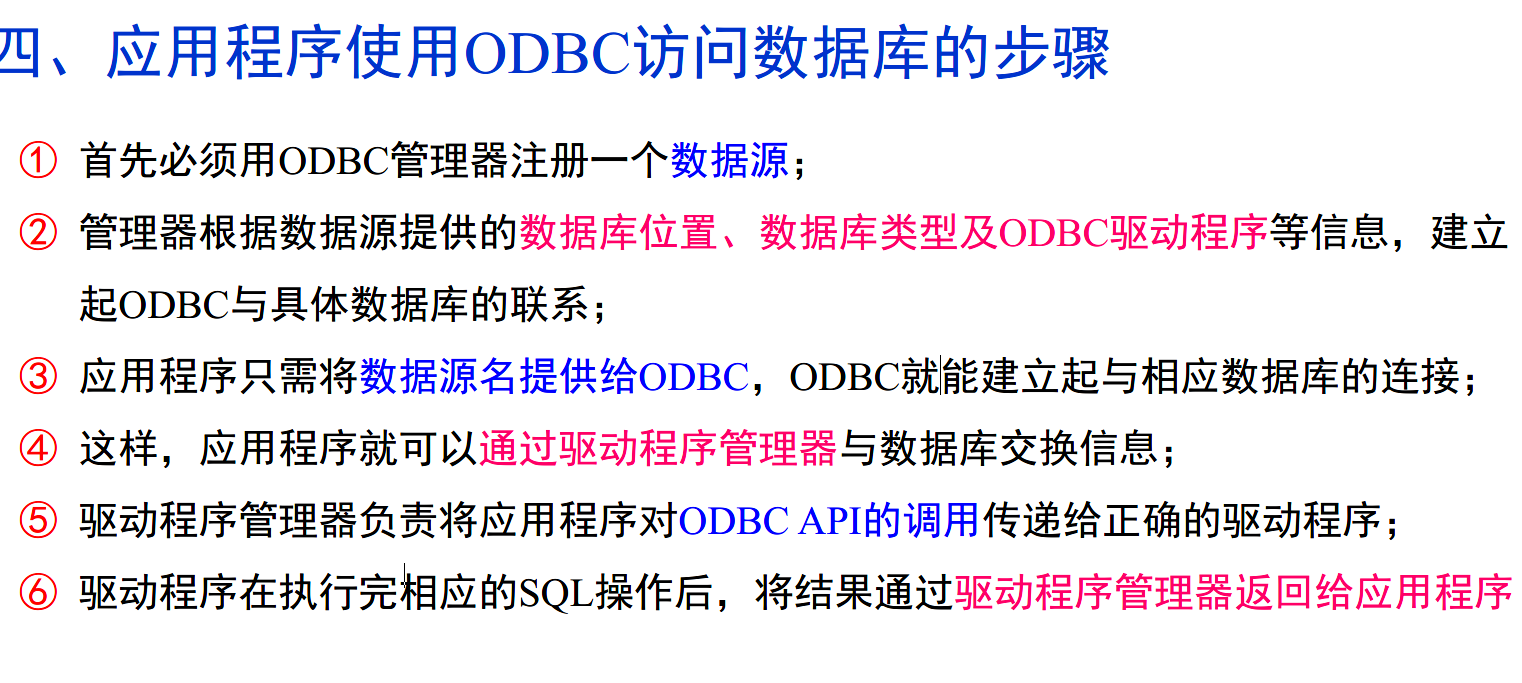 四、应用程序使用ODBC访问数据库的步骤
① 首先必须用ODBC管理器注册一个数据源；
② 管理器根据数据源提供的数据库位置、数据库类型及ODBC驱动程序等信息，建立
起ODBC与具体数据库的联系；
③ 应用程序只需将数据源名提供给ODBC，ODBC就能建立起与相应数据库的连接；
④ 这样，应用程序就可以通过驱动程序管理器与数据库交换信息；
⑤ 驱动程序管理器负责将应用程序对ODBC API的调用传递给正确的驱动程序；
⑥ 驱动程序在执行完相应的SQL操作后，将结果通过驱动程序管理器返回给应用程序